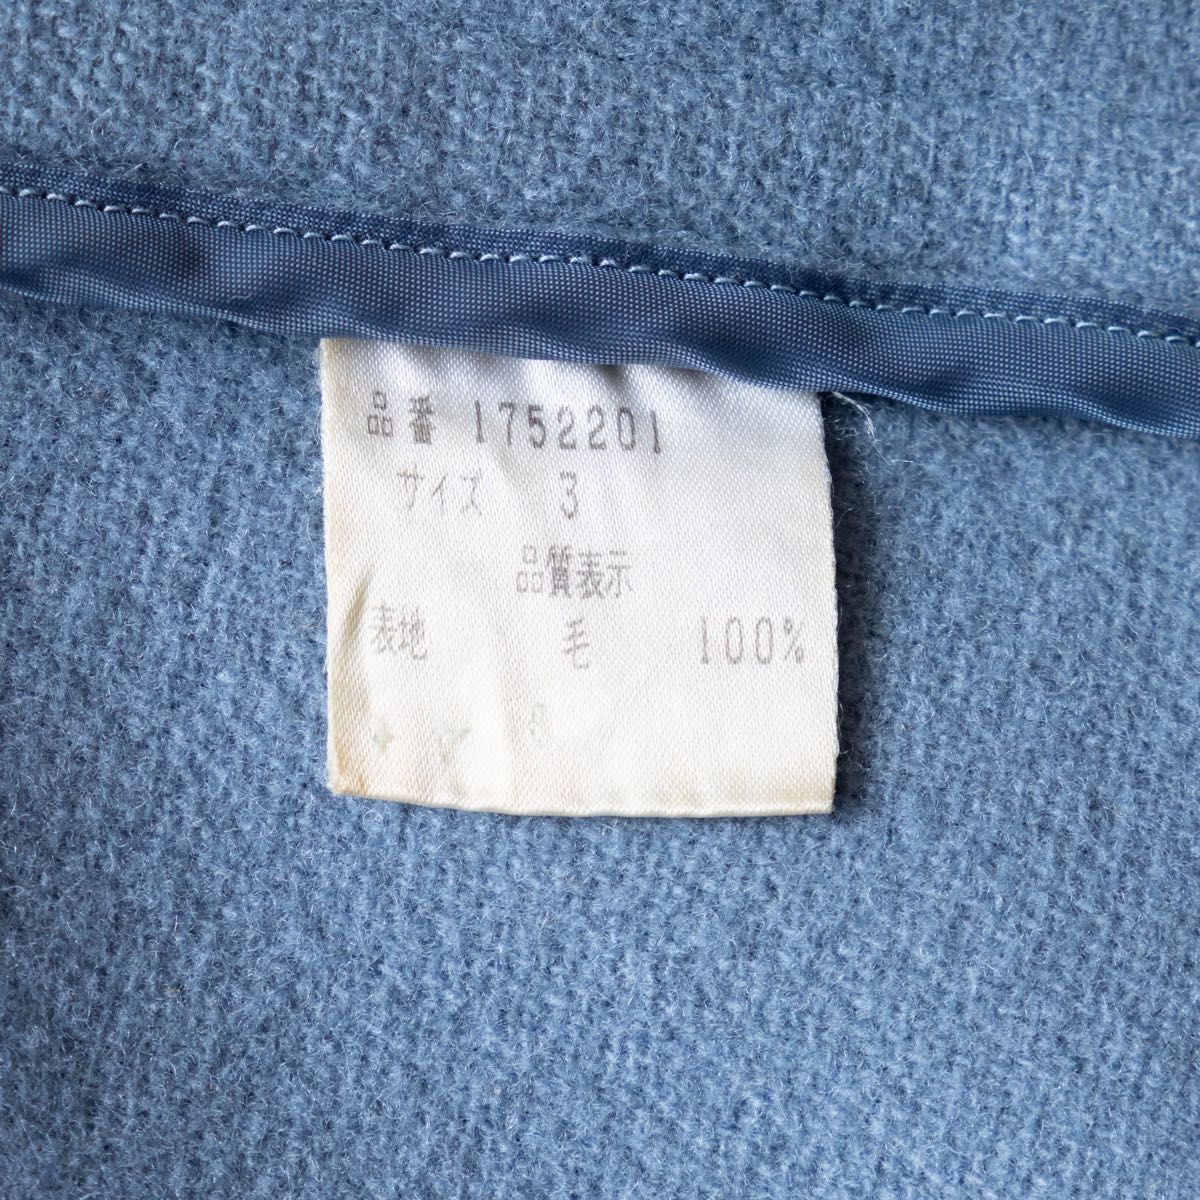 品番 1752201
サイズ 3
品質表示
表地 毛 100%